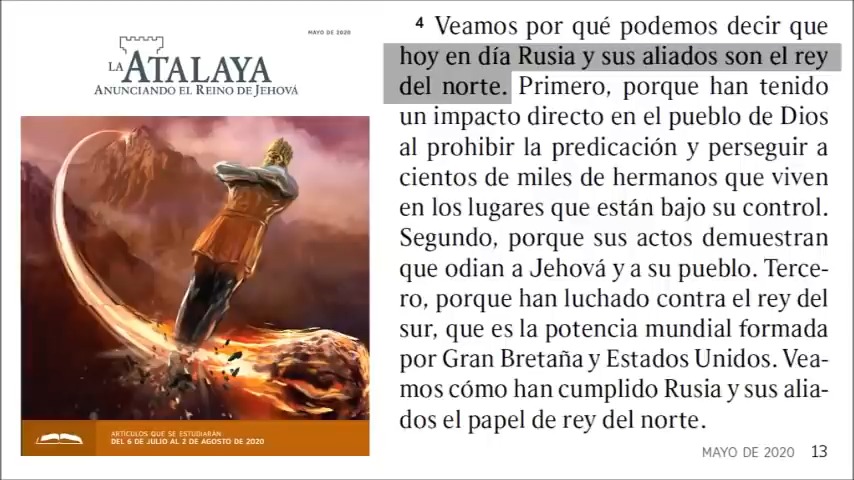 MAYO DE 2020
LA ATALAYA
ANUNCIANDO EL REINO DE JEHOVÁ
ARTÍCULOS QUE SE ESTUDIARÁN
DEL 6 DE JULIO AL 2 DE AGOSTO DE 2020
4 Veamos por qué podemos decir que
hoy en día Rusia y sus aliados son el rey
del norte. Primero, porque han tenido
un impacto directo en el pueblo de Dios
al prohibir la predicación y perseguir a
cientos de miles de hermanos que viven
en los lugares que están bajo su control.
Segundo, porque sus actos demuestran
que odian a Jehová y a su pueblo. Terce-
ro, porque han luchado contra el rey del
sur, que es la potencia mundial formada
por Gran Bretaña y Estados Unidos. Vea-
mos cómo han cumplido Rusia y sus alia-
dos el papel de rey del norte.
MAYO DE 2020 13